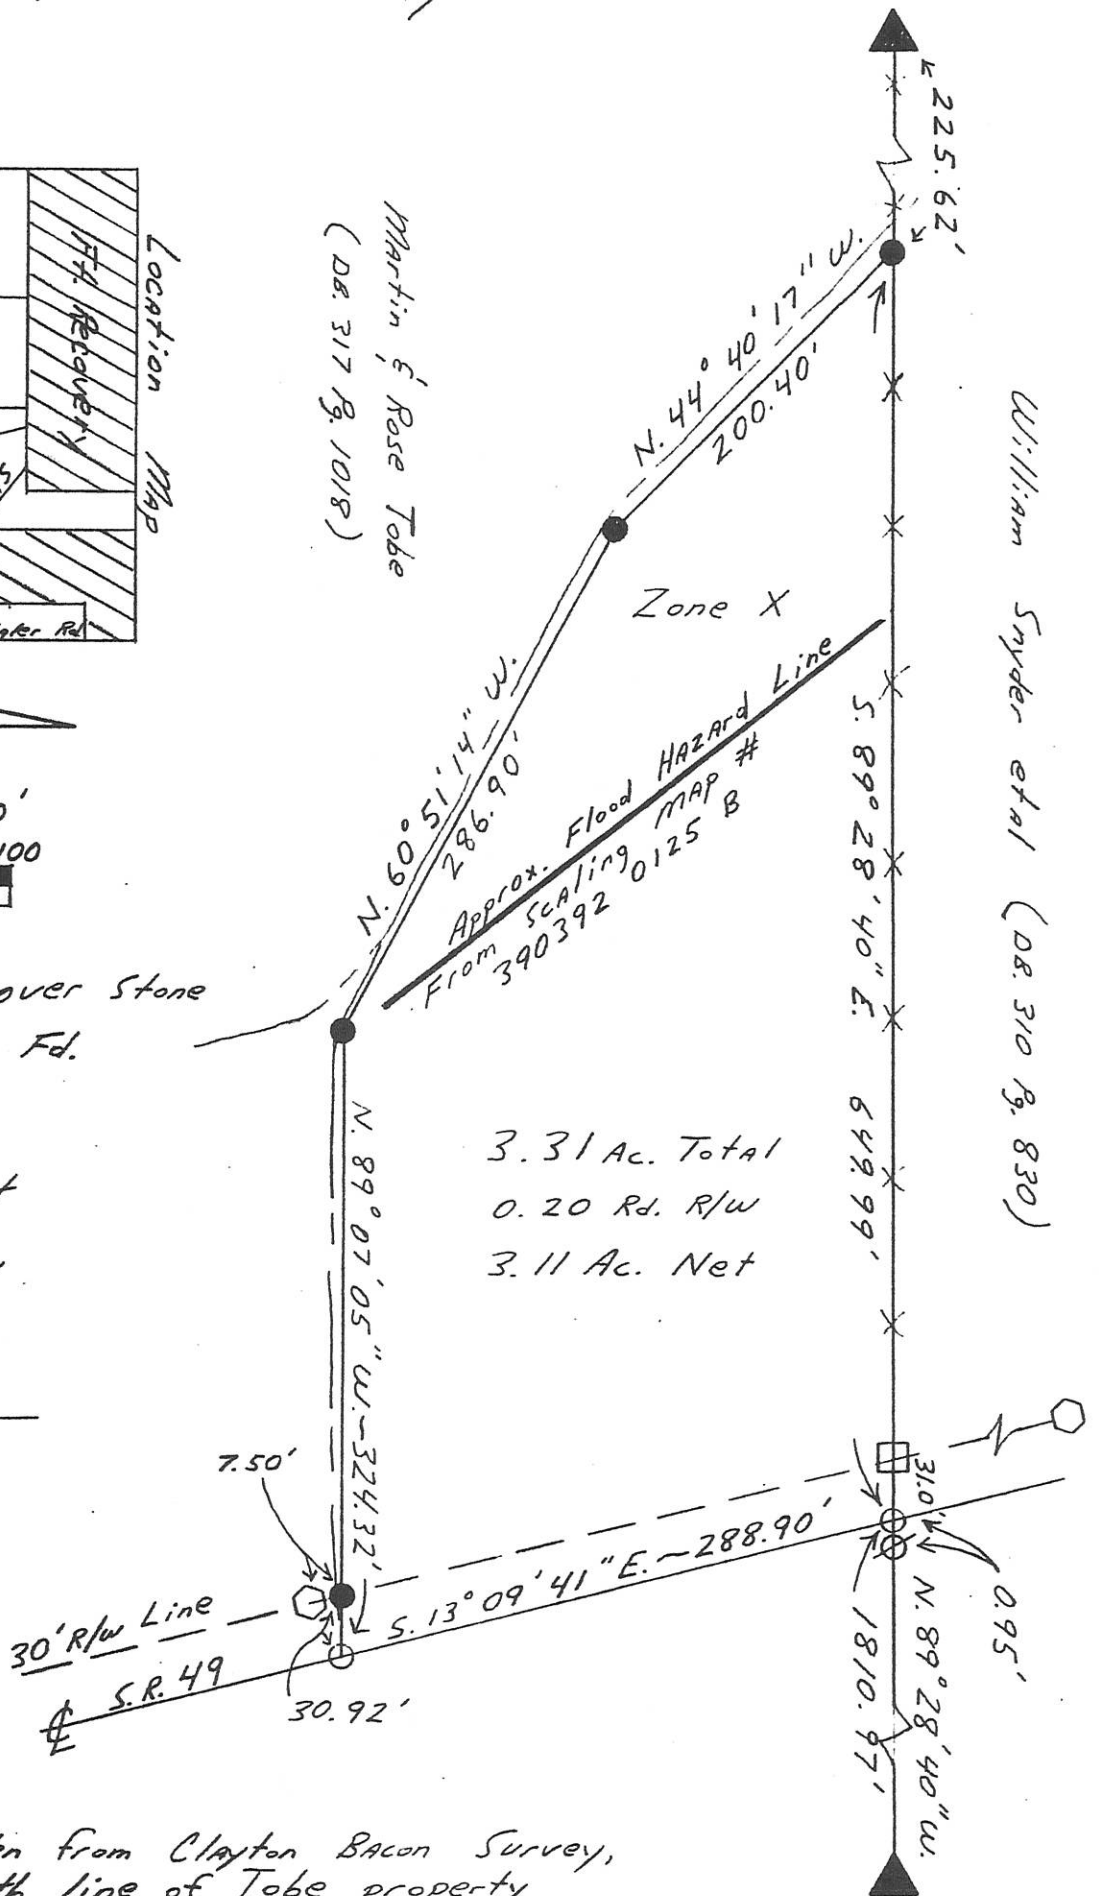 225.62'
Location Map
Ft. Recovery
Martin & Rose Tobe
(DB. 317 Pg. 1018)
N. 44° 40' 17" W.
200.40'
William Snyder etal (DB. 310 Pg. 830)
Zone X
N. 60° 51' 14" W.
286.90'
Approx. Flood Hazard Line
From Scaling MAP #
390392 0125 B
S. 89° 28' 40" E. 649.99'
100
over Stone
Fd.
N. 89° 07' 05" W.~324.32'
3.31 Ac. Total
0.20 Rd. R/W
3.11 Ac. Net
7.50'
31.0'
S. 13° 09' 41" E.~288.90'
0.95'
30' R/W Line
S.R. 49
30.92'
N. 89° 28' 40" W.
1810.97'
from Clayton Bacon Survey,
line of Tobe property